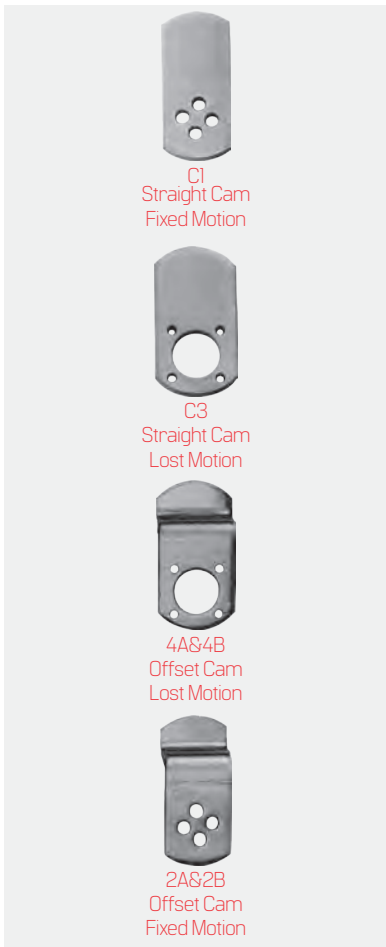 C1
Straight Cam
Fixed Motion
C3
Straight Cam
Lost Motion
4A&4B
Offset Cam
Lost Motion
2A&2B
Offset Cam
Fixed Motion